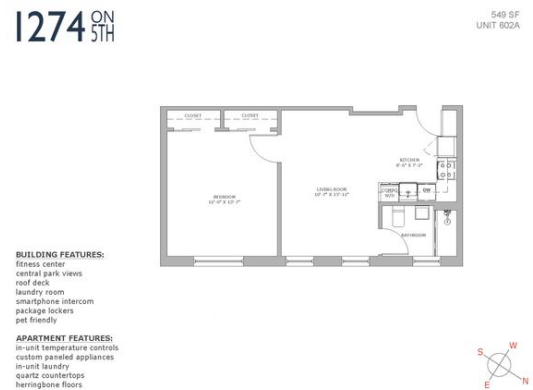 1274 ON 5TH
549 SF
UNIT 602A
CLOSET
CLOSET
KITCHEN
BEDROOM
LIVING ROOM
DW
BATHROOM
BUILDING FEATURES:
fitness center
central park views
roof deck
laundry room
smartphone intercom
package lockers
pet friendly
APARTMENT FEATURES:
in-unit temperature controls
custom paneled appliances
in-unit laundry
quartz countertops
herringbone floors
S
W
E
N